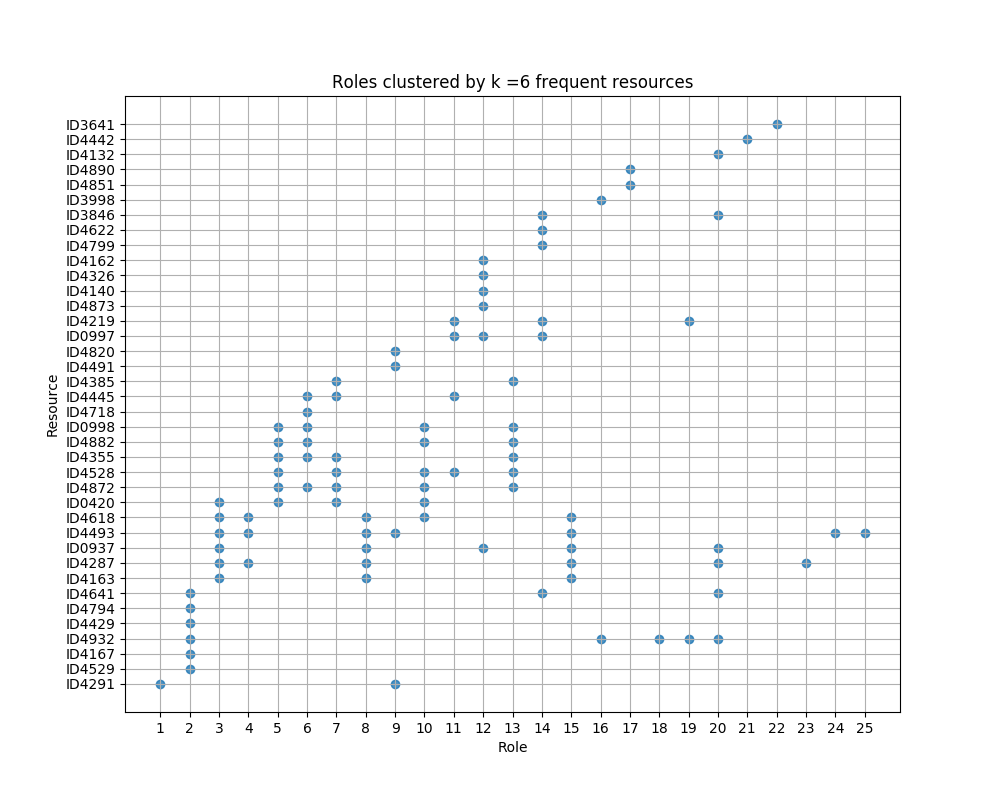 Roles clustered by k =6 frequent resources
ID3641
ID4442
ID4132
ID4890
ID4851
ID3998
ID3846
ID4622
ID4799
ID4162
ID4326
ID4140
ID4873
ID4219
ID0997
ID4820
ID4491
ID4385
ID4445
ID4718
ID0998
ID4882
ID4355
ID4528
ID4872
ID0420
ID4618
ID4493
ID0937
ID4287
ID4163
ID4641
ID4794
ID4429
ID4932
ID4167
ID4529
ID4291
Resource
1 2 3 4 5 6 7 8 9 10 11 12 13 14 15 16 17 18 19 20 21 22 23 24 25
Role